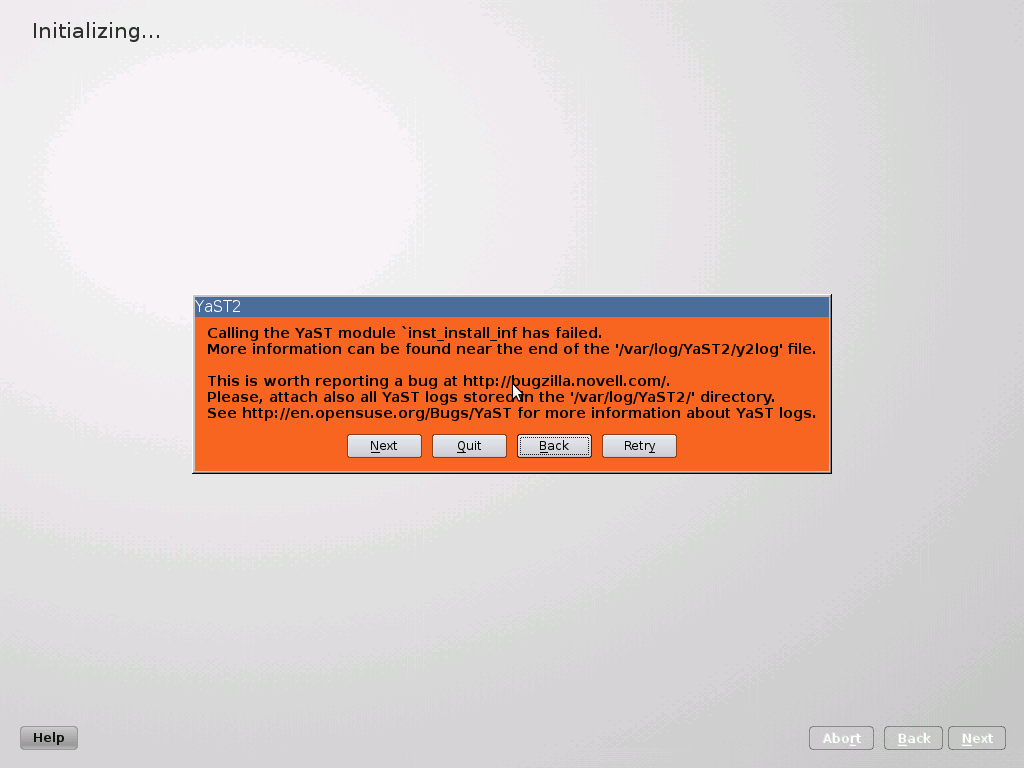 Initializing...
YaST2
Calling the YaST module `inst_install_inf has failed.
More information can be found near the end of the '/var/log/YaST2/y2log' file.
This is worth reporting a bug at http://bugzilla.novell.com/.
Please, attach also all YaST logs stored in the '/var/log/YaST2/' directory.
See http://en.opensuse.org/Bugs/YaST for more information about YaST logs.
Next Quit Back Retry
Help Abort Back Next